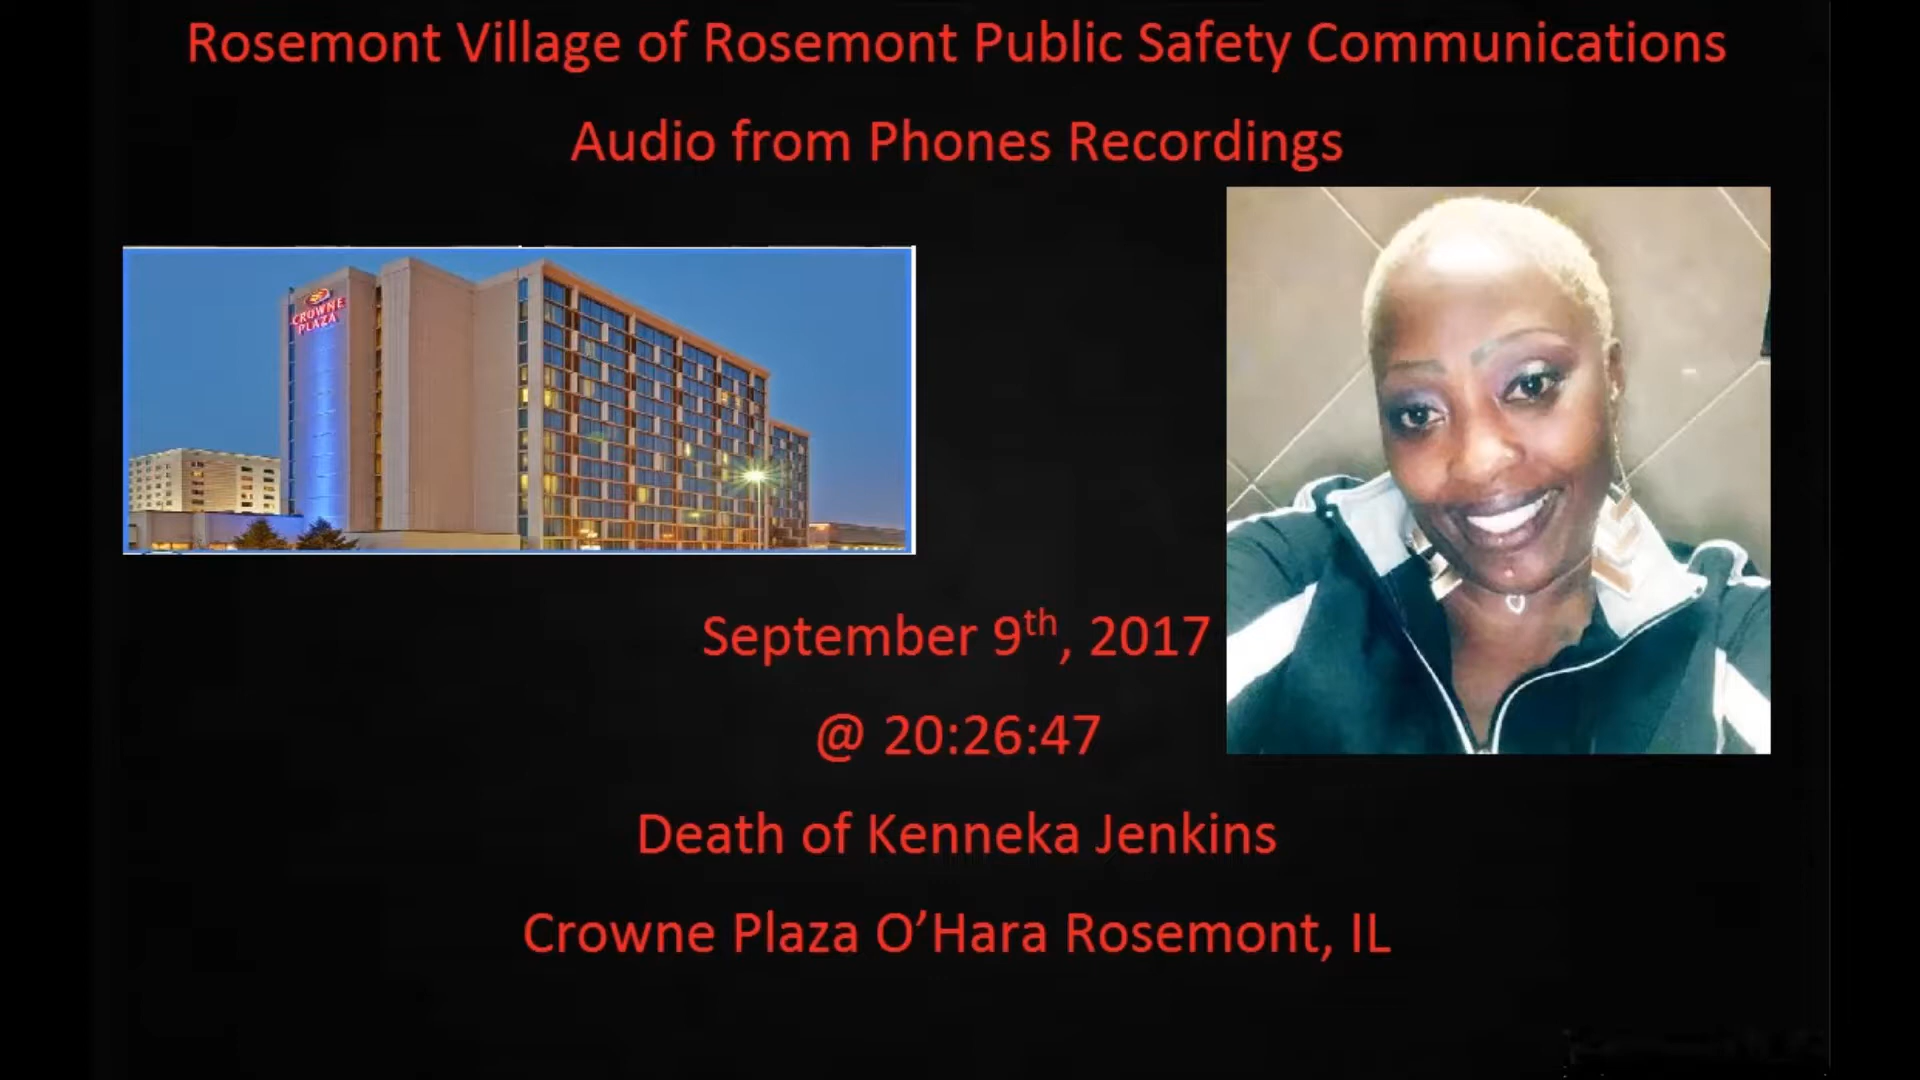 Rosemont Village of Rosemont Public Safety Communications
Audio from Phones Recordings
CROWNE
PLAZA
September 9th, 2017
@ 20:26:47
Death of Kenneka Jenkins
Crowne Plaza O’Hara Rosemont, IL